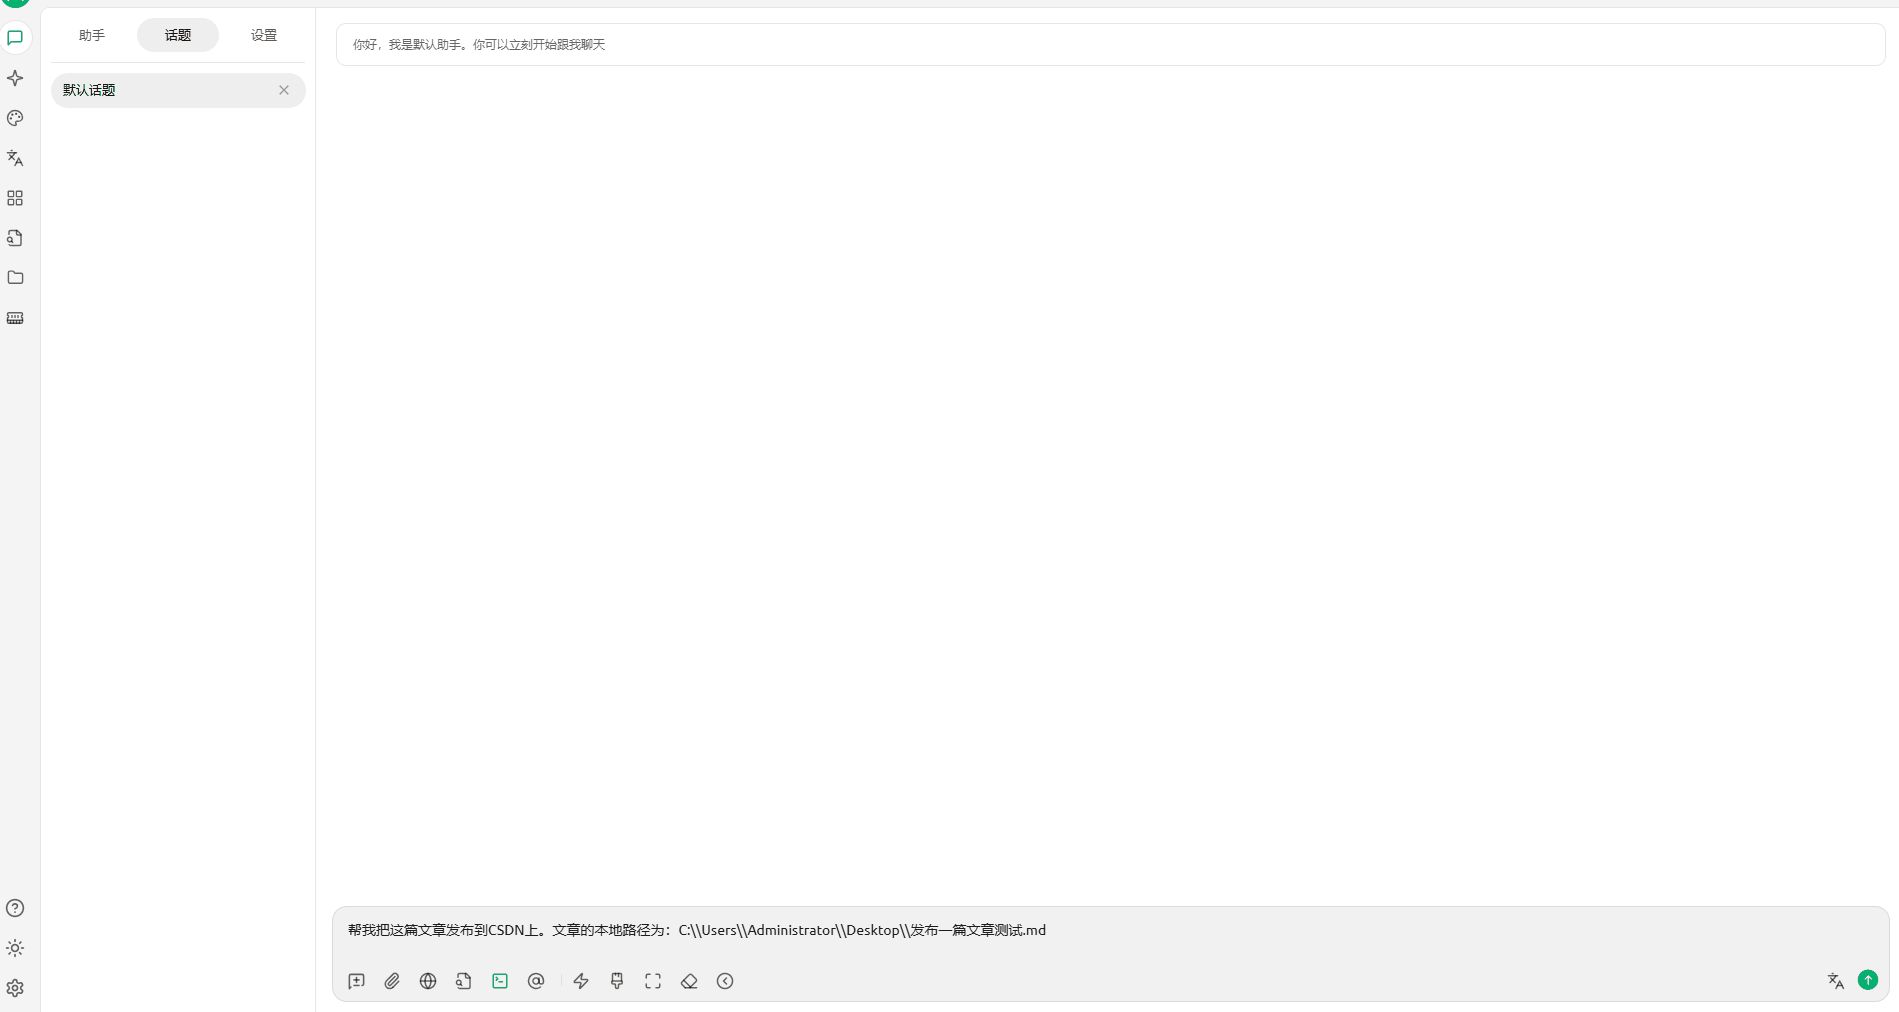 助手
话题
设置
默认话题
你好，我是默认助手。你可以立刻开始跟我聊天
帮我把这篇文章发布到CSDN上。文章的本地路径为：C:\\Users\\Administrator\\Desktop\\发布一篇文章测试.md